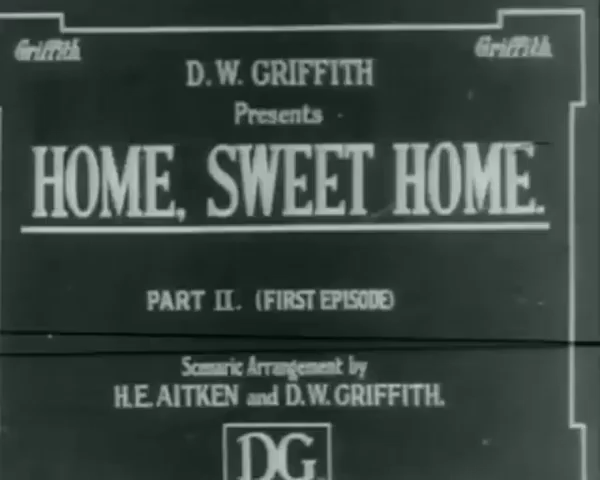 Griffith Griffith
D. W. GRIFFITH
Presents
HOME, SWEET HOME.
PART II. (FIRST EPISODE)
Scenaric Arrangement by
H.E. AITKEN and D.W. GRIFFITH.
DG